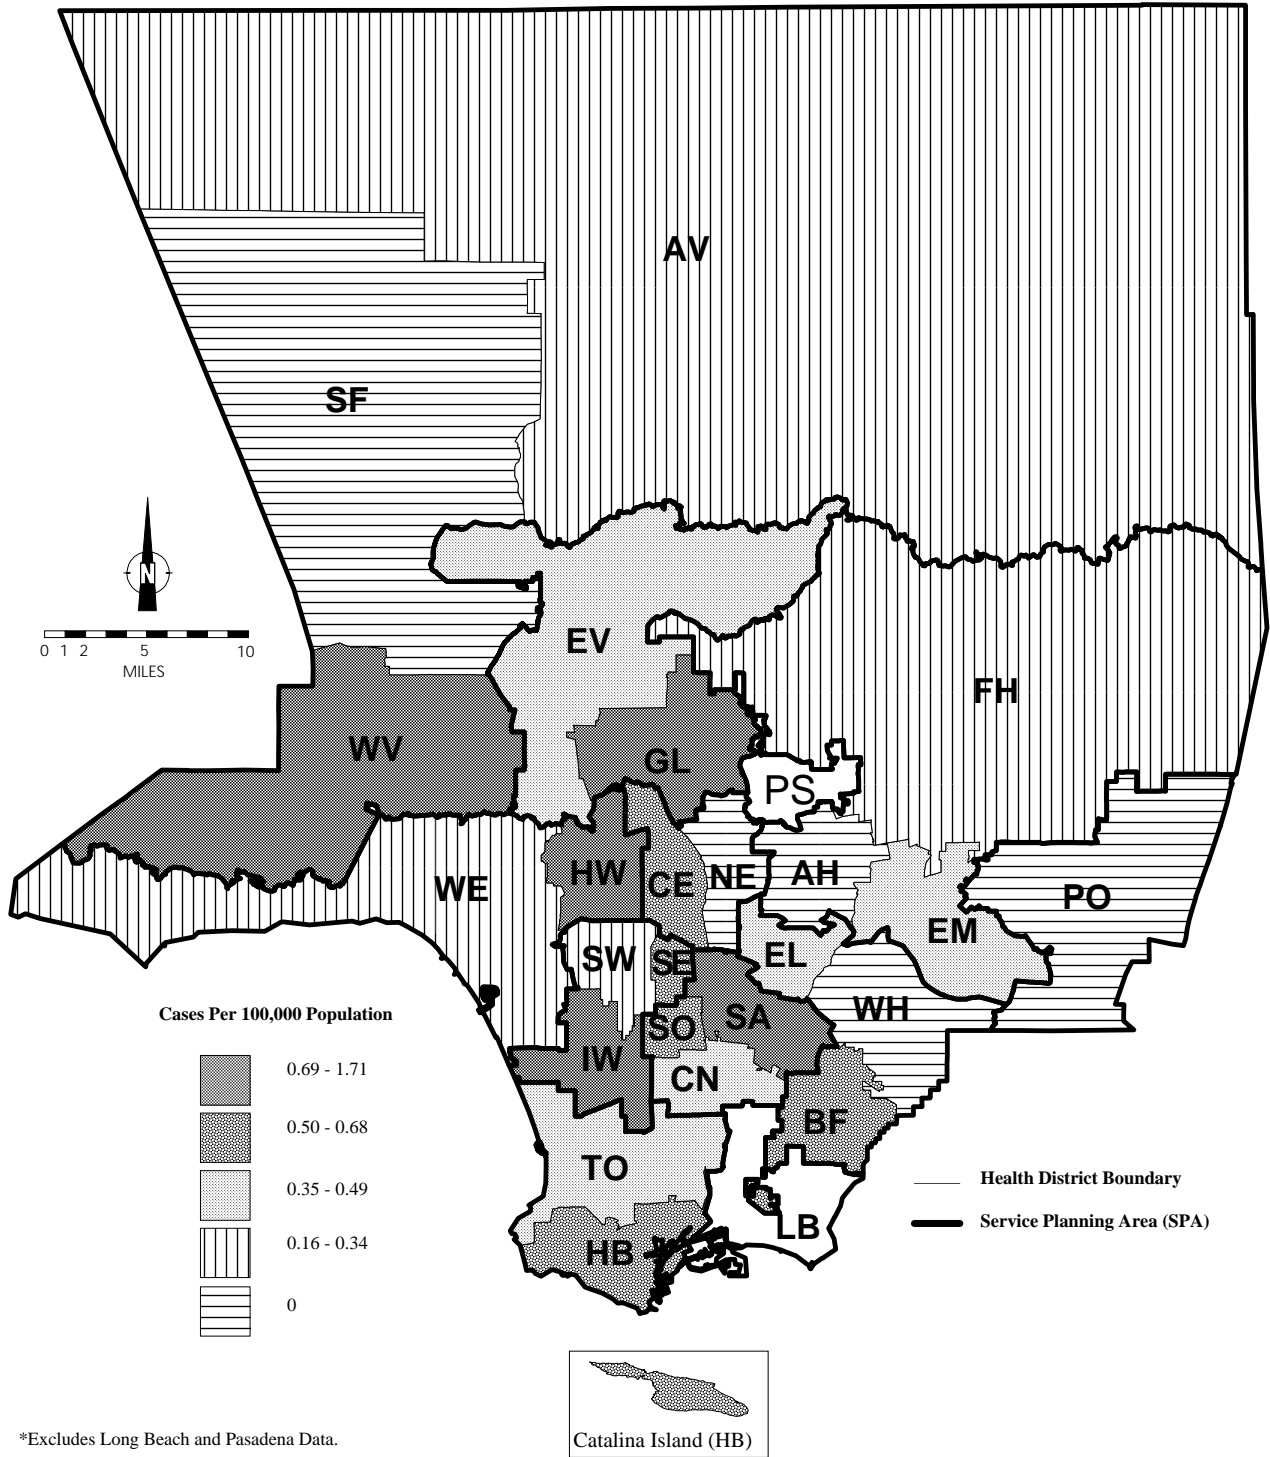 AV
SF
N
0 1 2 5 10
MILES
EV
FH
WV
GL
PS
HW
CE
NE
AH
PO
WE
EM
SW
SE
EL
SA
WH
SO
IW
CN
BF
TO
LB
HB
Cases Per 100,000 Population
0.69 - 1.71
0.50 - 0.68
0.35 - 0.49
0.16 - 0.34
0
Health District Boundary
Service Planning Area (SPA)
Catalina Island (HB)
*Excludes Long Beach and Pasadena Data.